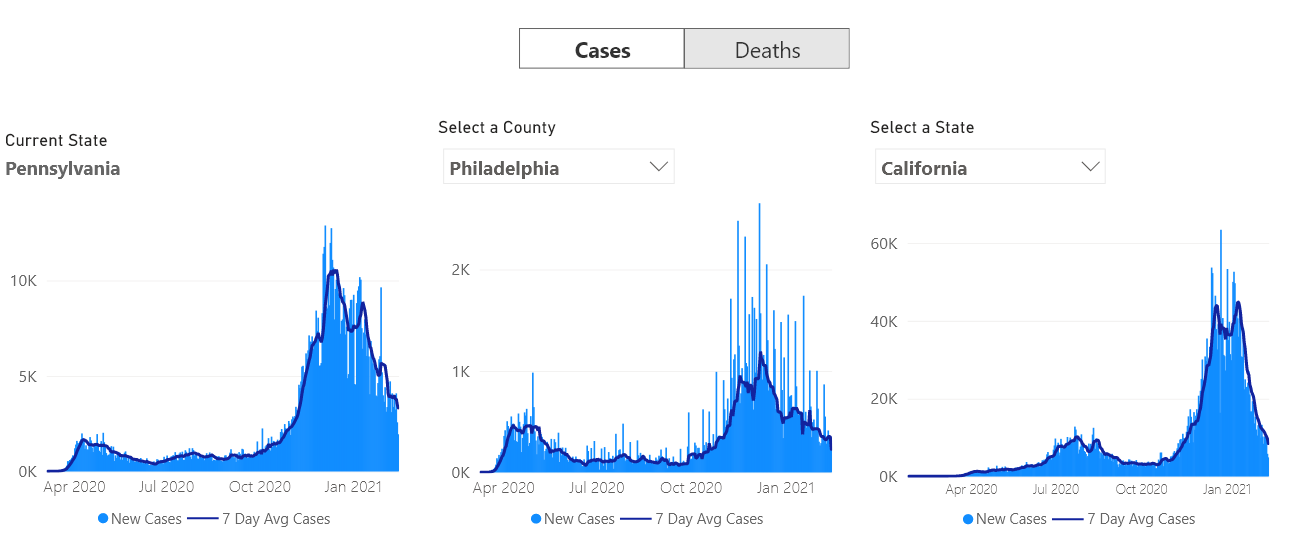 Cases Deaths
Current State
Pennsylvania
10K
5K
0K
Apr 2020 Jul 2020 Oct 2020 Jan 2021
New Cases 7 Day Avg Cases
Select a County
Philadelphia
2K
1K
0K
Apr 2020 Jul 2020 Oct 2020 Jan 2021
New Cases 7 Day Avg Cases
Select a State
California
60K
40K
20K
0K
Apr 2020 Jul 2020 Oct 2020 Jan 2021
New Cases 7 Day Avg Cases